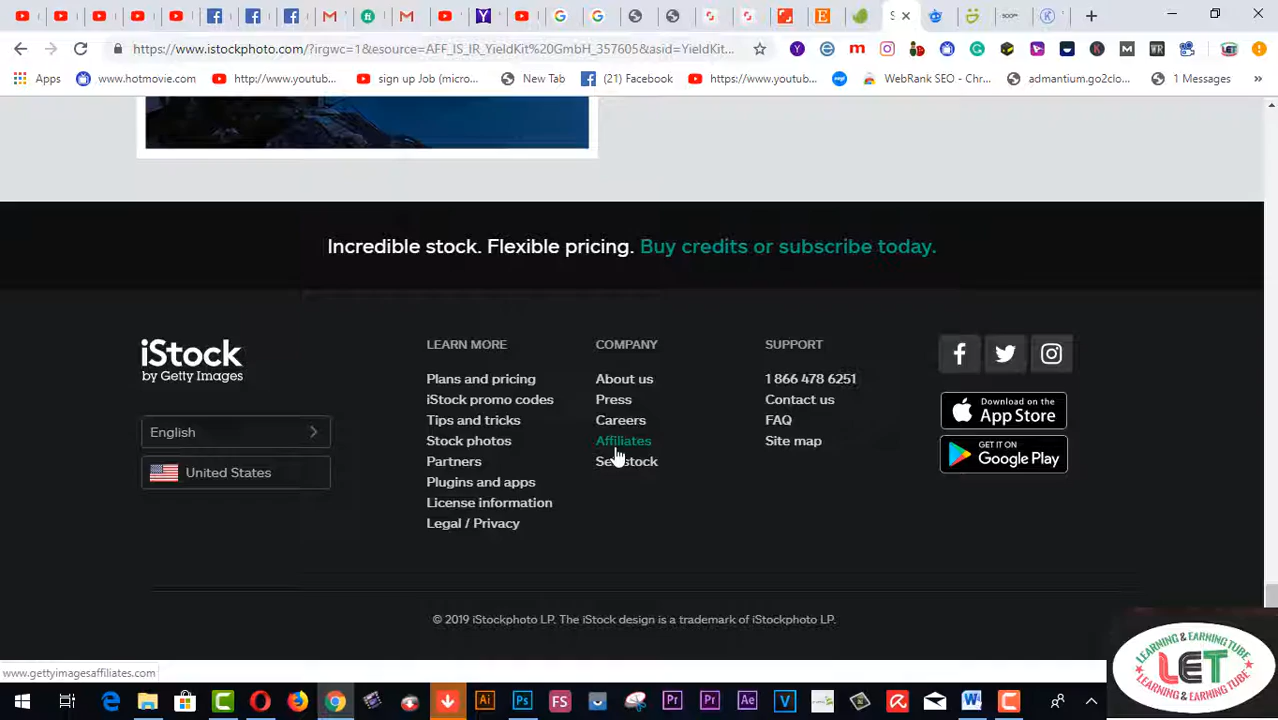 S
https://www.istockphoto.com/?irgwc=1&esource=AFF_IS_IR_YieldKit%20GmbH_357605&asid=YieldKit...
Apps www.hotmovie.com http://www.youtub... sign up Job (micro... New Tab (21) Facebook https://www.youtub... WebRank SEO - Chr... admantium.go2clo... 1 Messages »
Incredible stock. Flexible pricing. Buy credits or subscribe today.
iStock
by Getty Images
English
United States
LEARN MORE
Plans and pricing
iStock promo codes
Tips and tricks
Stock photos
Partners
Plugins and apps
License information
Legal / Privacy
COMPANY
About us
Press
Careers
Affiliates
SUPPORT
1 866 478 6251
Contact us
FAQ
Site map
Download on the
App Store
GET IT ON
Google Play
© 2019 iStockphoto LP. The iStock design is a trademark of iStockphoto LP.
www.gettyimagesaffiliates.com
LEARNING & EARNING TUBE
LET
LEARNING & EARNING TUBE